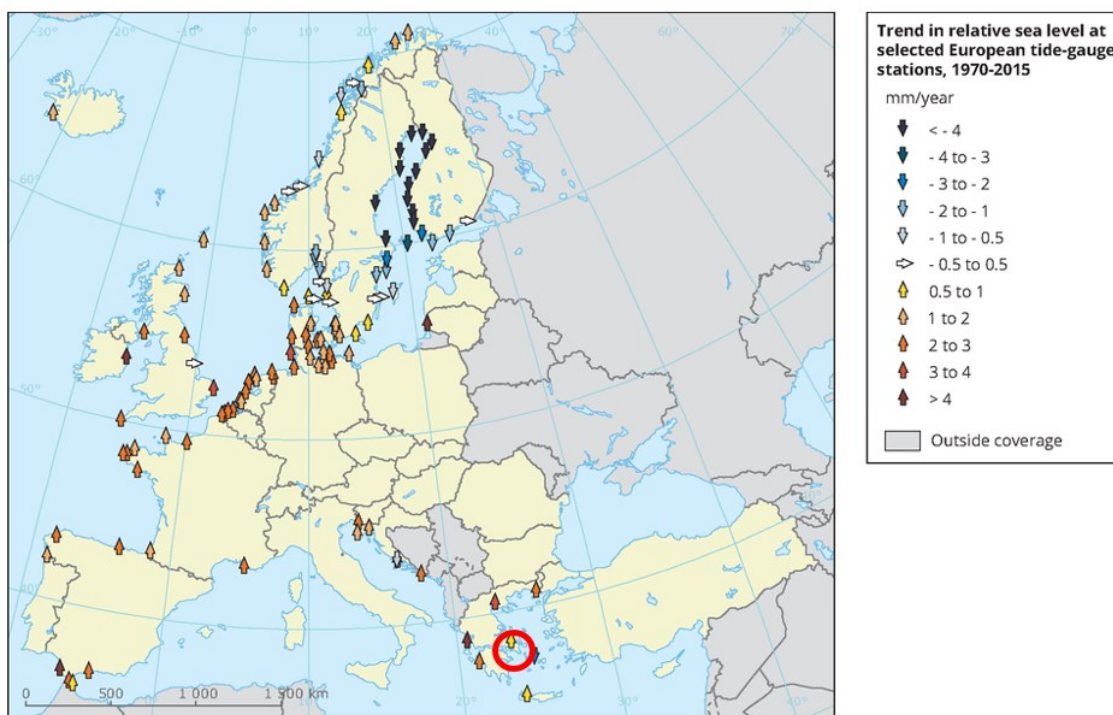 -30°
-20°
-10°
0°
10°
20°
30°
40°
50°
60°
60°
50°
40°
40°
0 500 1 000 1 500 km
20°
30°
Trend in relative sea level at
selected European tide-gauge
stations, 1970-2015
mm/year
< - 4
- 4 to - 3
- 3 to - 2
- 2 to - 1
- 1 to - 0.5
- 0.5 to 0.5
0.5 to 1
1 to 2
2 to 3
3 to 4
> 4
Outside coverage